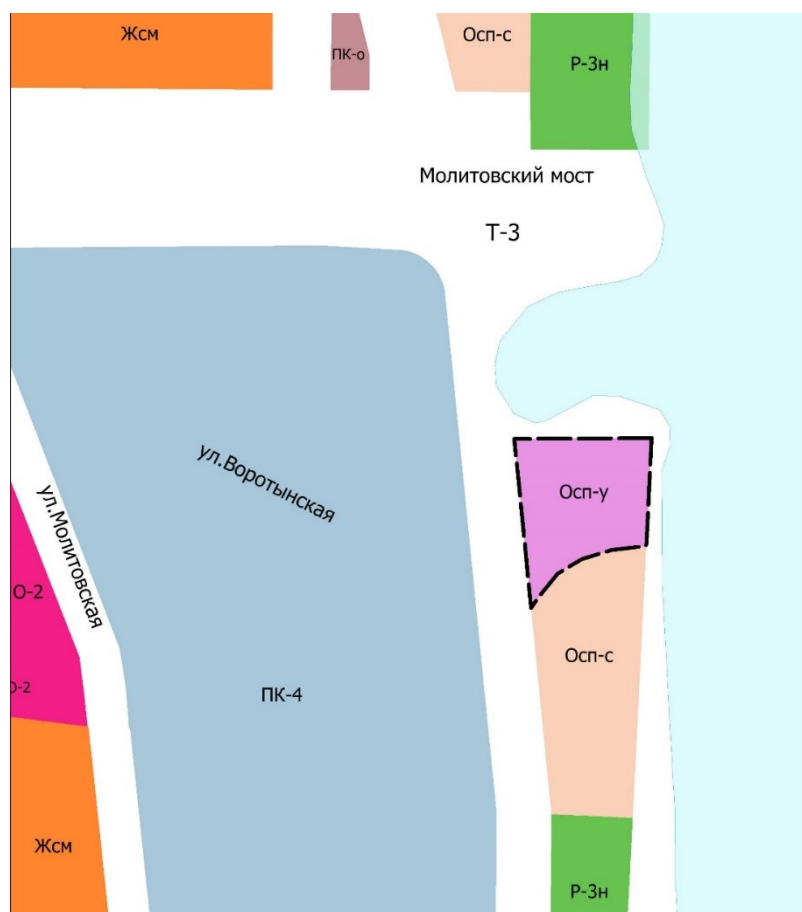 Жсм
ПК-о
Осп-с
Р-3н
Молитовский мост
Т-3
ул.Воротынская
Осп-у
ул.Молитовская
О-2
Осп-с
О-2
ПК-4
Жсм
Р-3н